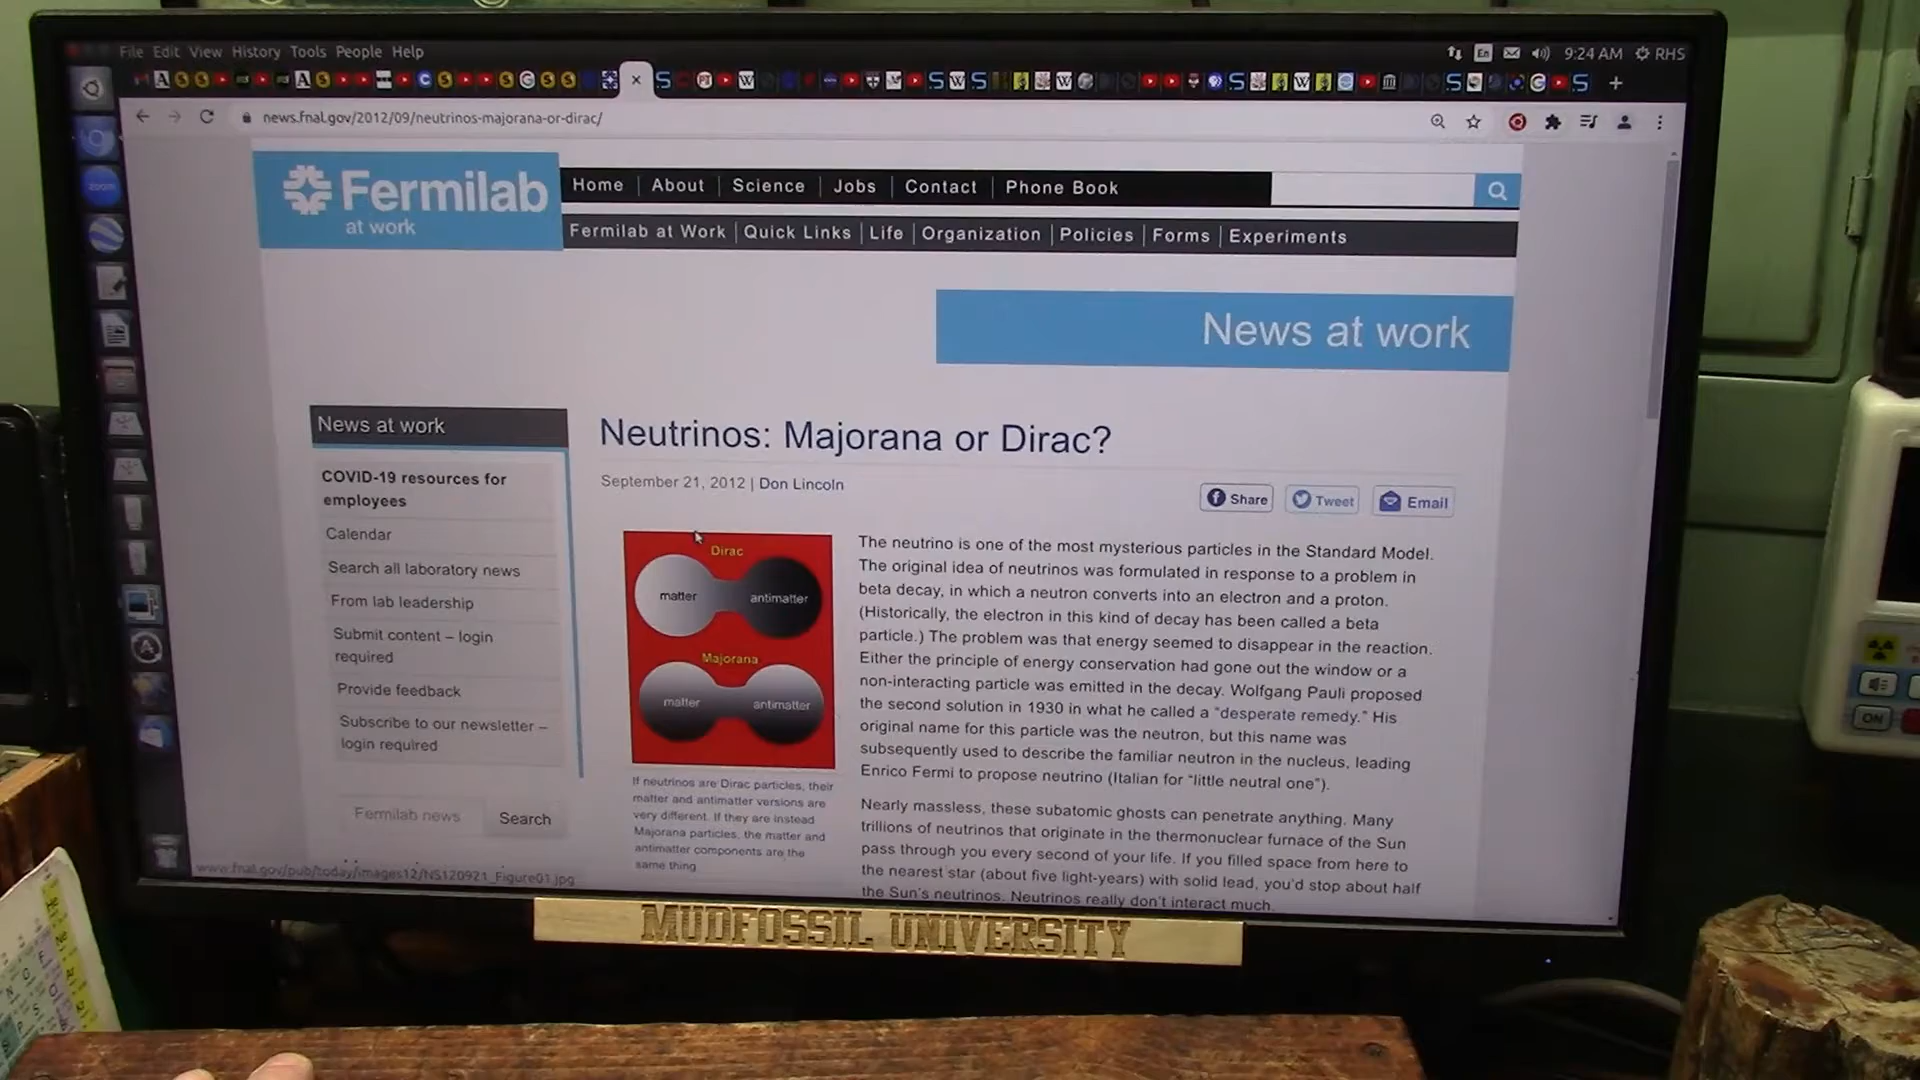 File Edit View History Tools People Help
En 9:24 AM RHS
news.fnal.gov/2012/09/neutrinos-majorana-or-dirac/
zoom
Fermilab
at work
Home About Science Jobs Contact Phone Book
Fermilab at Work Quick Links Life Organization Policies Forms Experiments
News at work
News at work
COVID-19 resources for
employees
Calendar
Search all laboratory news
From lab leadership
Submit content – login
required
Provide feedback
Subscribe to our newsletter –
login required
Fermilab news Search
www.fnal.gov/pub/today/images12/NS120921_Figure01.jpg
Neutrinos: Majorana or Dirac?
September 21, 2012 | Don Lincoln
Share Tweet Email
Dirac
matter antimatter
Majorana
matter antimatter
If neutrinos are Dirac particles, their
matter and antimatter versions are
very different. If they are instead
Majorana particles, the matter and
antimatter components are the
same thing
The neutrino is one of the most mysterious particles in the Standard Model.
The original idea of neutrinos was formulated in response to a problem in
beta decay, in which a neutron converts into an electron and a proton.
(Historically, the electron in this kind of decay has been called a beta
particle.) The problem was that energy seemed to disappear in the reaction.
Either the principle of energy conservation had gone out the window or a
non-interacting particle was emitted in the decay. Wolfgang Pauli proposed
the second solution in 1930 in what he called a “desperate remedy.” His
original name for this particle was the neutron, but this name was
subsequently used to describe the familiar neutron in the nucleus, leading
Enrico Fermi to propose neutrino (Italian for “little neutral one”).
Nearly massless, these subatomic ghosts can penetrate anything. Many
trillions of neutrinos that originate in the thermonuclear furnace of the Sun
pass through you every second of your life. If you filled space from here to
the nearest star (about five light-years) with solid lead, you’d stop about half
the Sun’s neutrinos. Neutrinos really don’t interact much.
MUDFOSSIL UNIVERSITY
ON